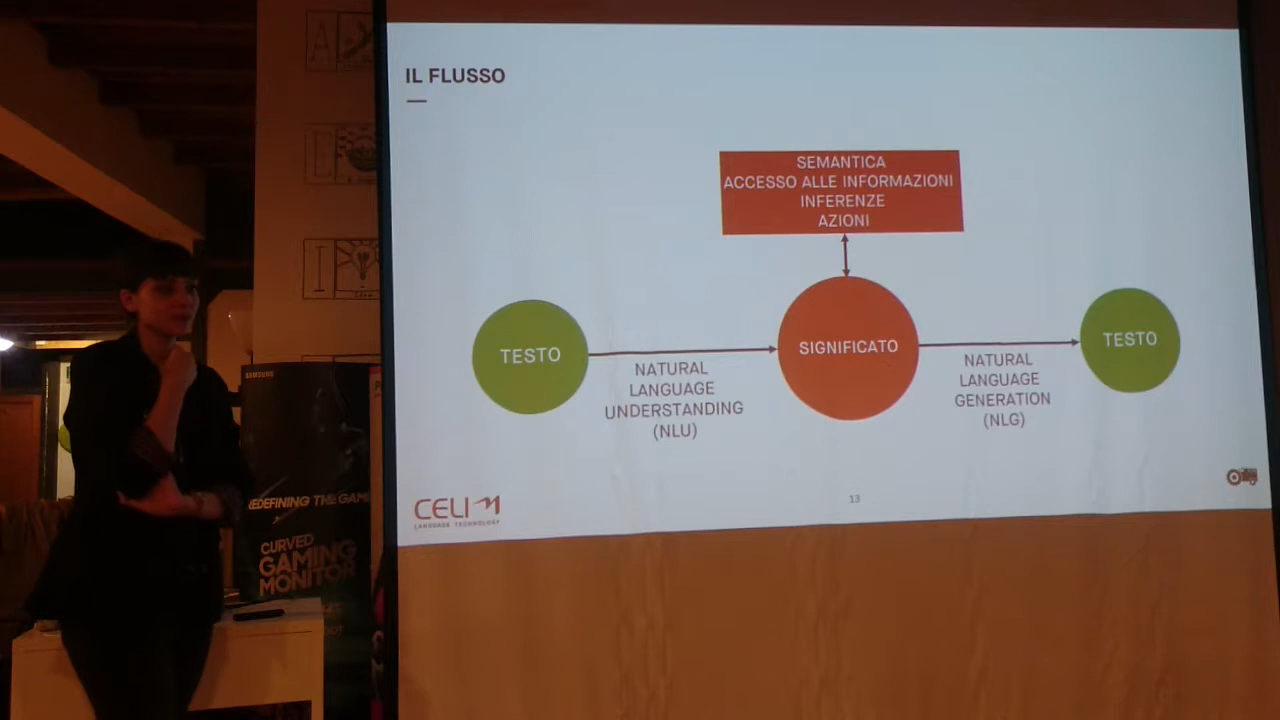 IL FLUSSO
SEMANTICA
ACCESSO ALLE INFORMAZIONI
INFERENZE
AZIONI
TESTO
NATURAL
LANGUAGE
UNDERSTANDING
(NLU)
SIGNIFICATO
NATURAL
LANGUAGE
GENERATION
(NLG)
TESTO
CELI
LANGUAGE TECHNOLOGY
13
A
E
I
SAMSUNG
REDEFINING THE GAM
CURVED
GAMING
MONITOR